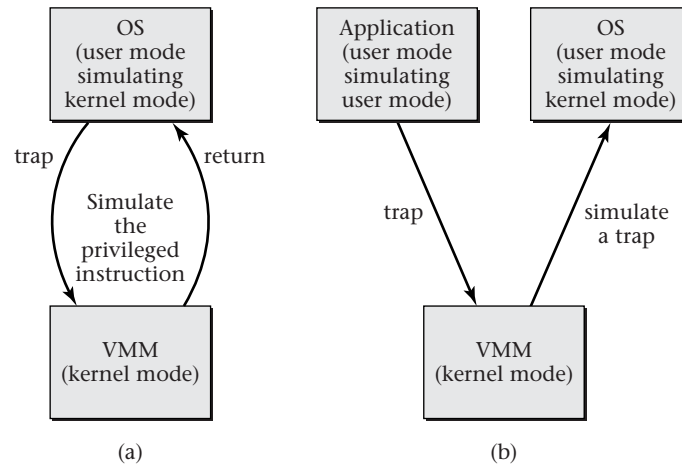 OS
(user mode
simulating
kernel mode)
trap
return
Simulate
the
privileged
instruction
VMM
(kernel mode)
(a)
Application
(user mode
simulating
user mode)
OS
(user mode
simulating
kernel mode)
trap
simulate
a trap
VMM
(kernel mode)
(b)